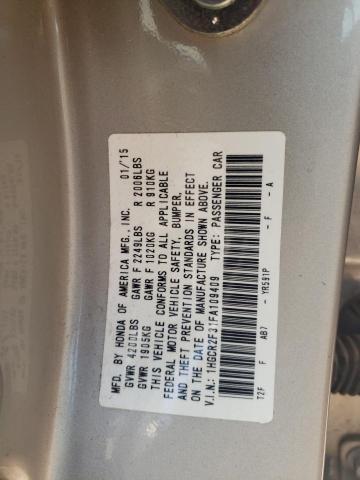 MFD. BY HONDA OF AMERICA MFG., INC. 01/'15
GVWR 4200LBS GAWR F 2249LBS R 2006LBS
GVWR 1905KG GAWR F 1020KG R 910KG
THIS VEHICLE CONFORMS TO ALL APPLICABLE
FEDERAL MOTOR VEHICLE SAFETY, BUMPER,
AND THEFT PREVENTION STANDARDS IN EFFECT
ON THE DATE OF MANUFACTURE SHOWN ABOVE.
V.I.N.: 1HGCR2F31FA109409 TYPE: PASSENGER CAR
T2F F AB7 - YR591P - F - A